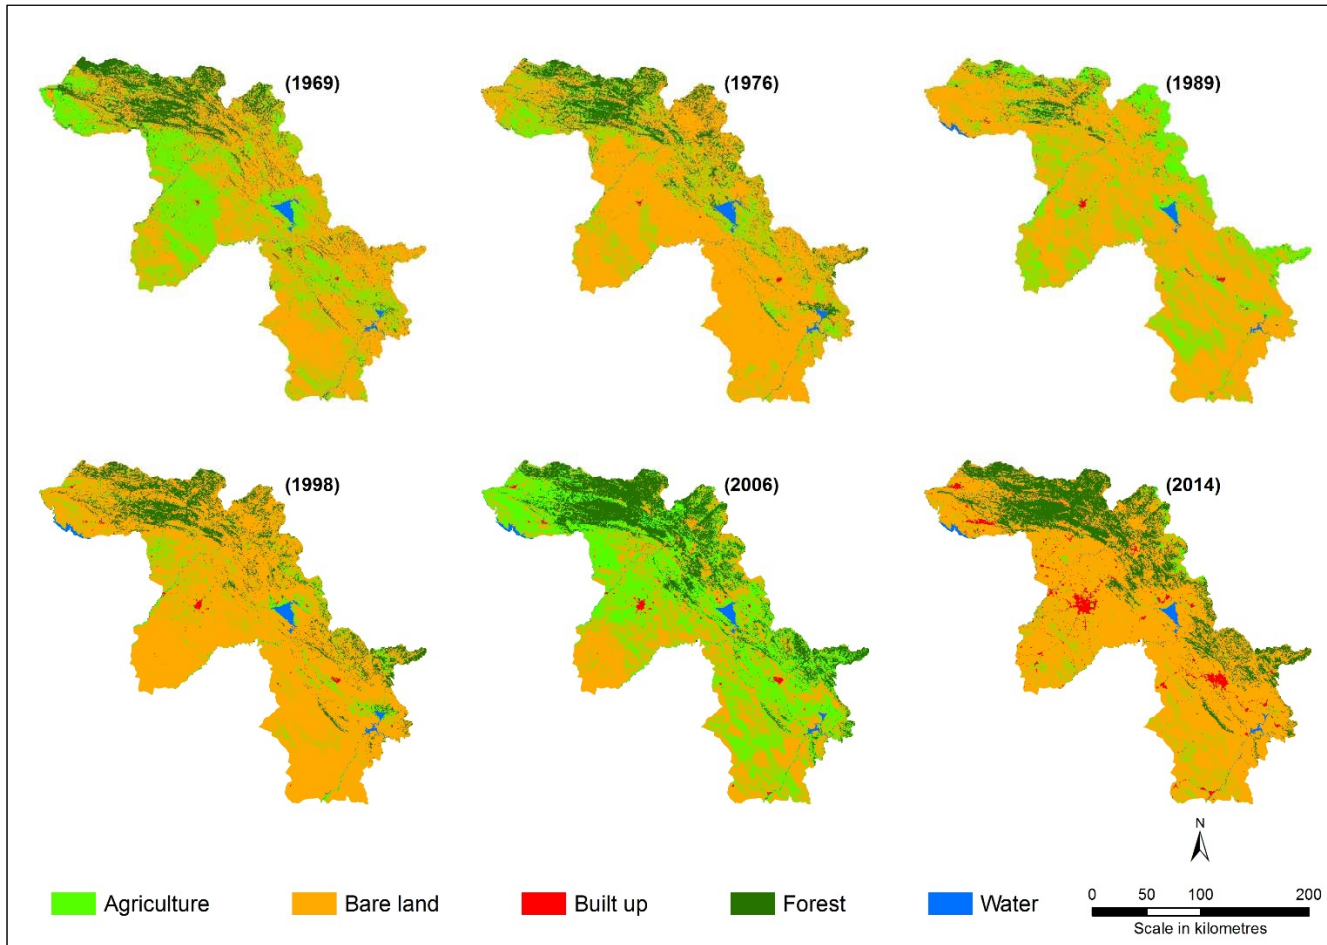 (1969) (1976) (1989)
(1998) (2006) (2014)
N
Agriculture Bare land Built up Forest Water
0 50 100 200
Scale in kilometres